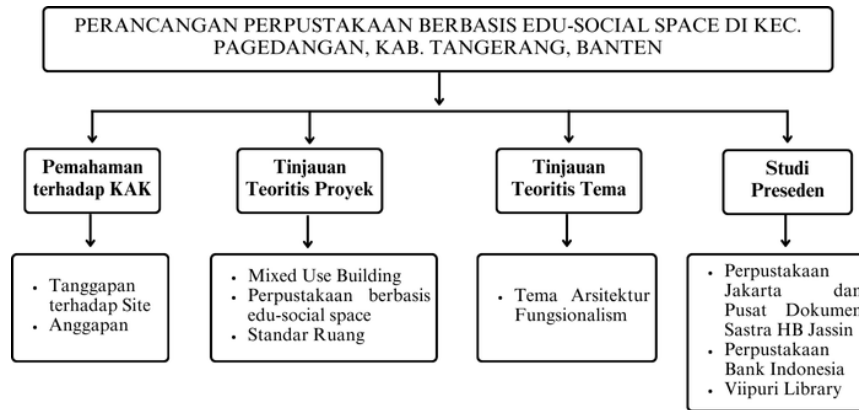 PERANCANGAN PERPUSTAKAAN BERBASIS EDU-SOCIAL SPACE DI KEC.
PAGEDANGAN, KAB. TANGERANG, BANTEN
Pemahaman
terhadap KAK
Tinjauan
Teoritis Proyek
Tinjauan
Teoritis Tema
Studi
Preseden
• Tanggapan
terhadap Site
• Anggapan
• Mixed Use Building
• Perpustakaan berbasis
edu-social space
• Standar Ruang
• Tema Arsitektur
Fungsionalism
• Perpustakaan
Jakarta dan
Pusat Dokumen
Sastra HB Jassin
• Perpustakaan
Bank Indonesia
• Viipuri Library